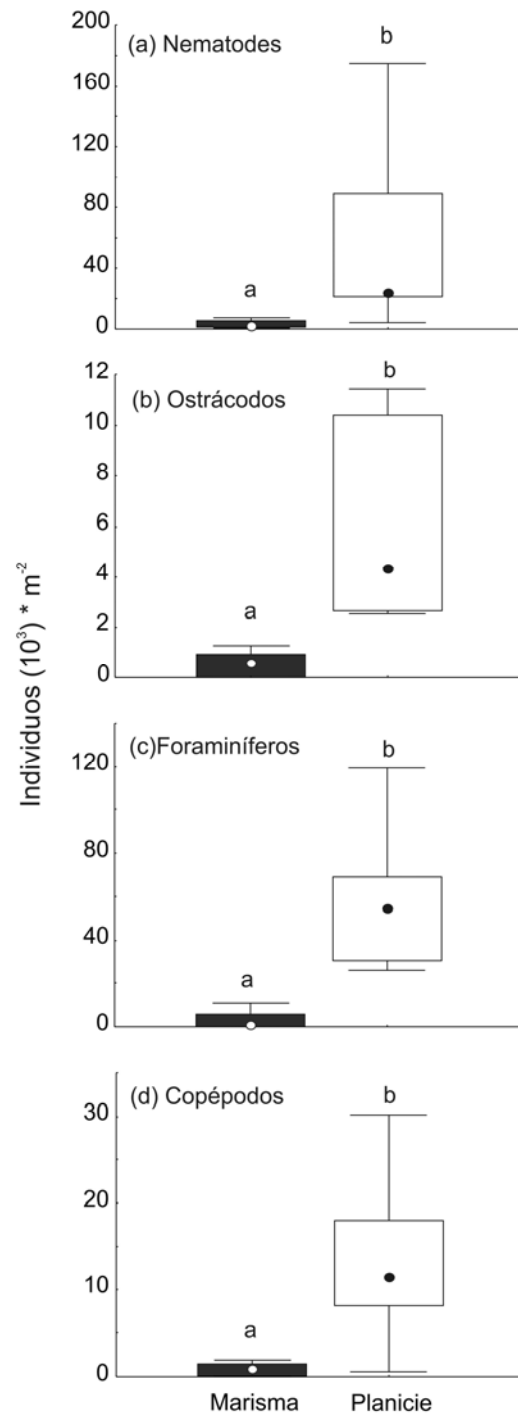 Individuos (10³) * m⁻²
(a) Nematodes
200
160
120
80
40
0
a
b
(b) Ostrácodos
12
10
8
6
4
2
0
a
b
(c)Foraminíferos
120
80
40
0
a
b
(d) Copépodos
30
20
10
0
a
b
Marisma Planicie